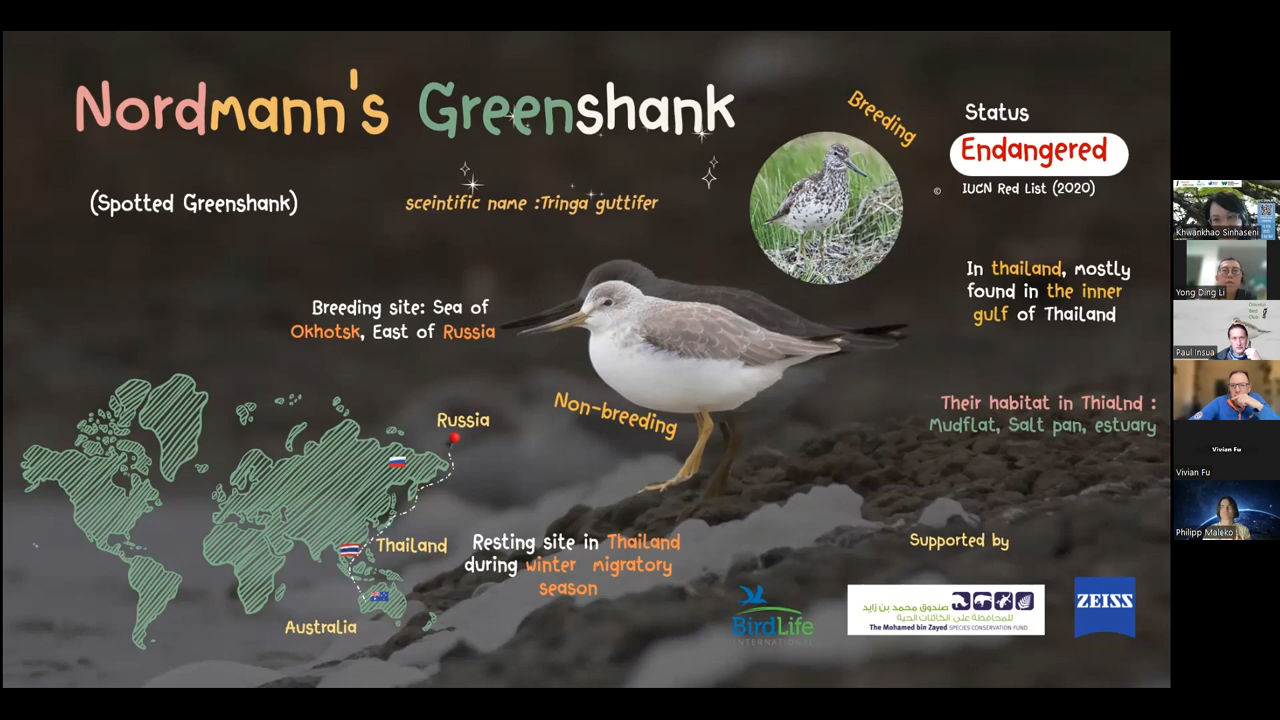 Nordmann's Greenshank
(Spotted Greenshank)
sceintific name :Tringa guttifer
Breeding
Status
Endangered
© IUCN Red List (2020)
Breeding site: Sea of
Okhotsk, East of Russia
In thailand, mostly
found in the inner
gulf of Thailand
Non-breeding
Their habitat in Thialnd :
Mudflat, Salt pan, estuary
Russia
Thailand
Australia
Resting site in Thailand
during winter migratory
season
Supported by
BirdLife
INTERNATIONAL
صندوق محمد بن زايد
للمحافظة على الكائنات الحية
The Mohamed bin Zayed SPECIES CONSERVATION FUND
ZEISS
Khwankhao Sinhaseni
Yong Ding Li
Paul Insua
Vivian Fu
Vivian Fu
Philipp Maleko